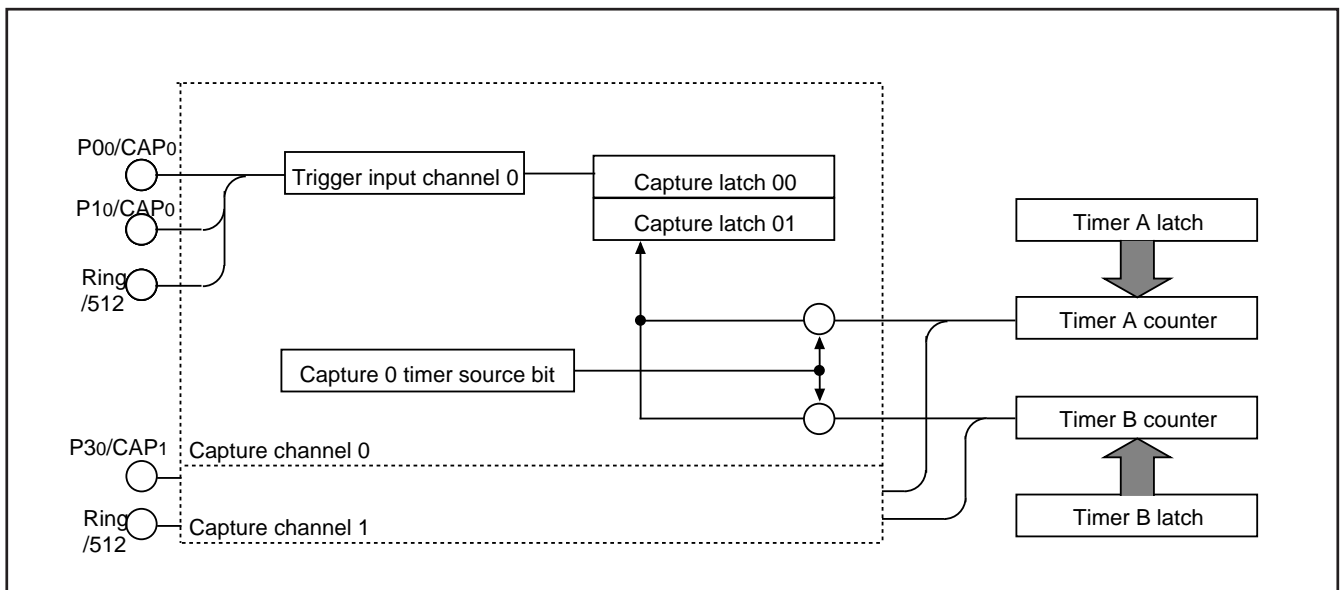 P00/CAP0
Trigger input channel 0
Capture latch 00
P10/CAP0
Capture latch 01
Timer A latch
Ring
/512
Timer A counter
Capture 0 timer source bit
Timer B counter
P30/CAP1
Capture channel 0
Ring
/512
Capture channel 1
Timer B latch